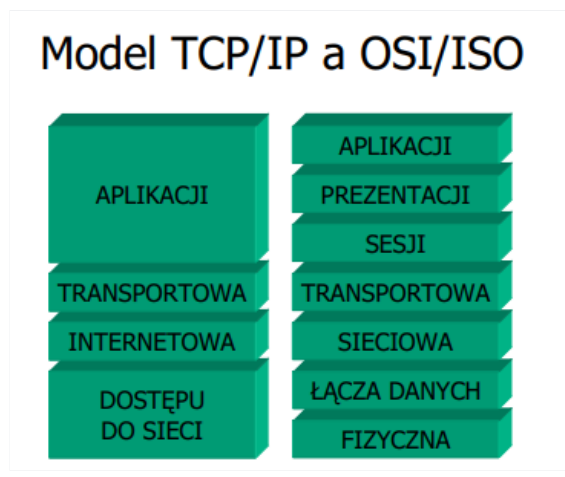 Model TCP/IP a OSI/ISO
APLIKACJI
TRANSPORTOWA
INTERNETOWA
DOSTĘPU
DO SIECI
APLIKACJI
PREZENTACJI
SESJI
TRANSPORTOWA
SIECIOWA
ŁĄCZA DANYCH
FIZYCZNA